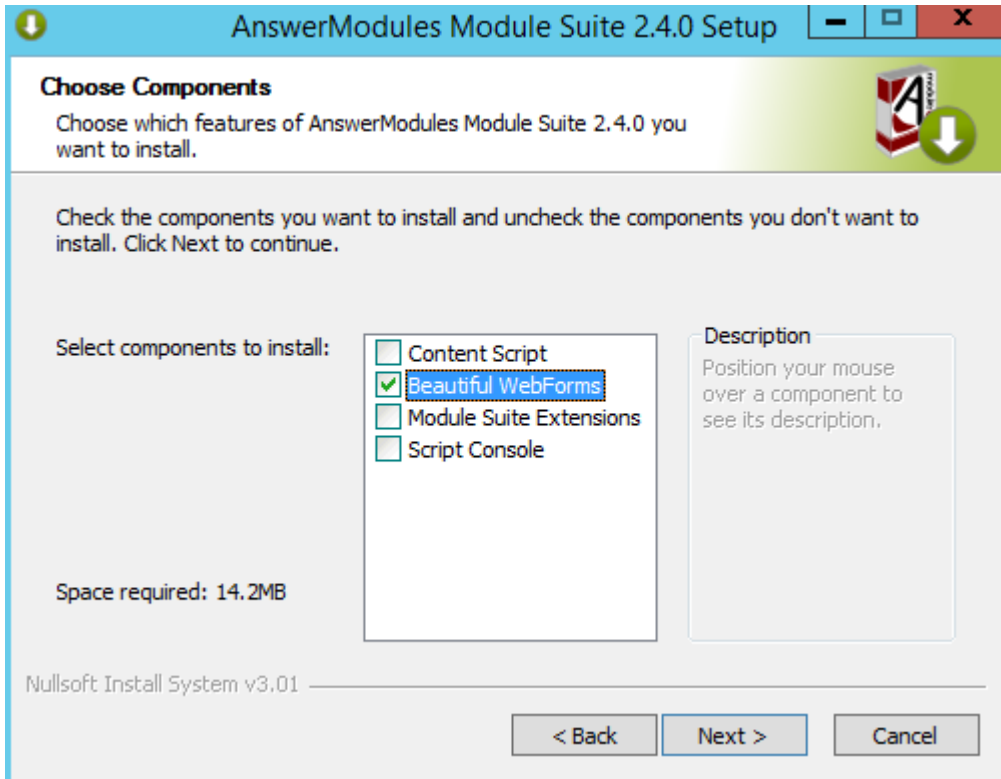 AnswerModules Module Suite 2.4.0 Setup
Choose Components
Choose which features of AnswerModules Module Suite 2.4.0 you
want to install.
Check the components you want to install and uncheck the components you don't want to
install. Click Next to continue.
Select components to install:
Content Script
Beautiful WebForms
Module Suite Extensions
Script Console
Description
Position your mouse
over a component to
see its description.
Space required: 14.2MB
Nullsoft Install System v3.01
< Back
Next >
Cancel